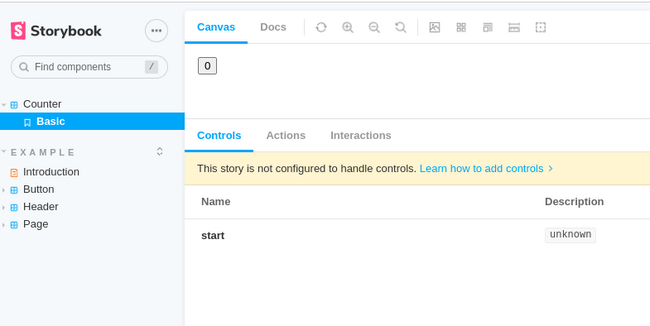 Storybook
Canvas Docs
Find components /
0
Counter
Basic
Controls Actions Interactions
EXAMPLE
This story is not configured to handle controls. Learn how to add controls
Introduction
Button
Header
Page
Name Description
start unknown